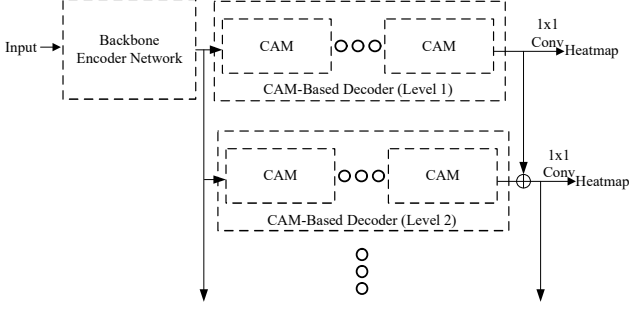 Input
Backbone
Encoder Network
CAM
CAM
CAM-Based Decoder (Level 1)
1x1
Conv
Heatmap
CAM
CAM
CAM-Based Decoder (Level 2)
1x1
Conv
Heatmap